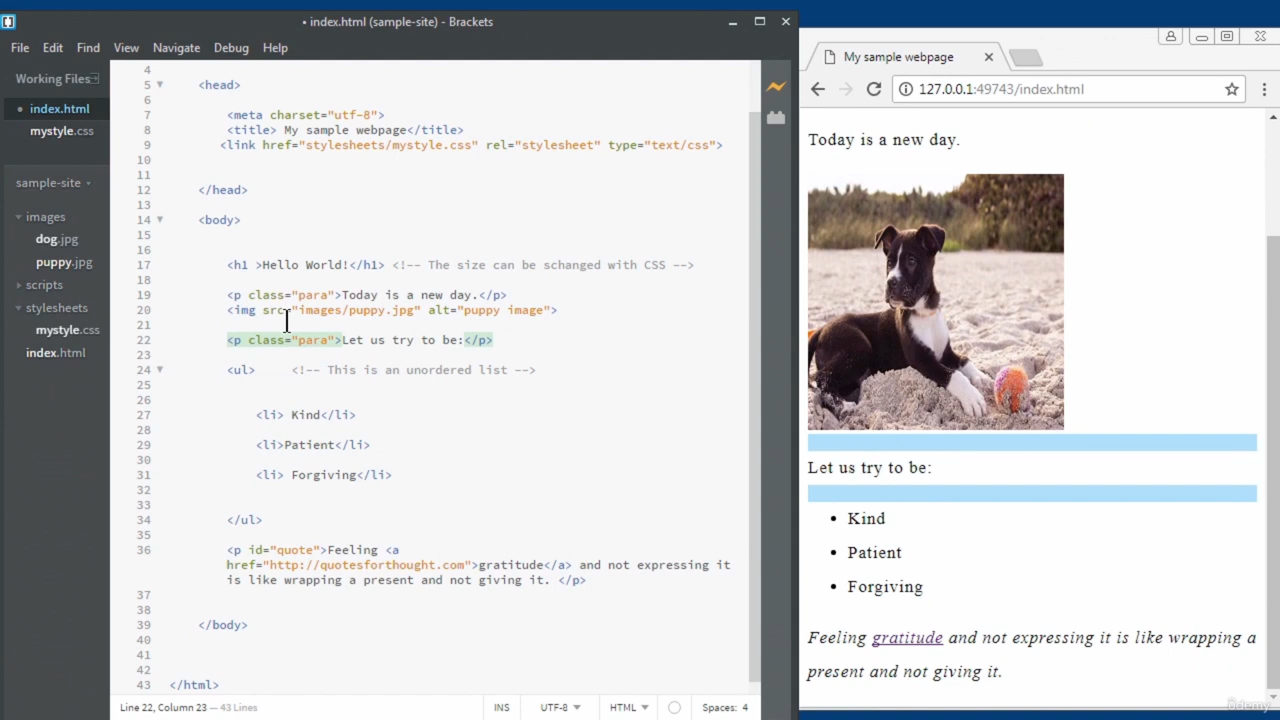 • index.html (sample-site) - Brackets
File Edit Find View Navigate Debug Help
Working Files
index.html
mystyle.css
sample-site
images
dog.jpg
puppy.jpg
scripts
stylesheets
mystyle.css
index.html
4
5 <head>
6
7 <meta charset="utf-8">
8 <title> My sample webpage</title>
9 <link href="stylesheets/mystyle.css" rel="stylesheet" type="text/css">
10
11
12 </head>
13
14 <body>
15
16
17 <h1 >Hello World!</h1> <!-- The size can be schanged with CSS -->
18
19 <p class="para">Today is a new day.</p>
20 <img src="images/puppy.jpg" alt="puppy image">
21
22 <p class="para">Let us try to be:</p>
23
24 <ul> <!-- This is an unordered list -->
25
26
27 <li> Kind</li>
28
29 <li>Patient</li>
30
31 <li> Forgiving</li>
32
33
34 </ul>
35
36 <p id="quote">Feeling <a
href="http://quotesforthought.com">gratitude</a> and not expressing it
is like wrapping a present and not giving it. </p>
37
38
39 </body>
40
41
42
43 </html>
Line 22, Column 23 — 43 Lines INS UTF-8 HTML Spaces: 4
My sample webpage
127.0.0.1:49743/index.html
Today is a new day.
Let us try to be:
• Kind
• Patient
• Forgiving
Feeling gratitude and not expressing it is like wrapping a
present and not giving it.
ûdemy